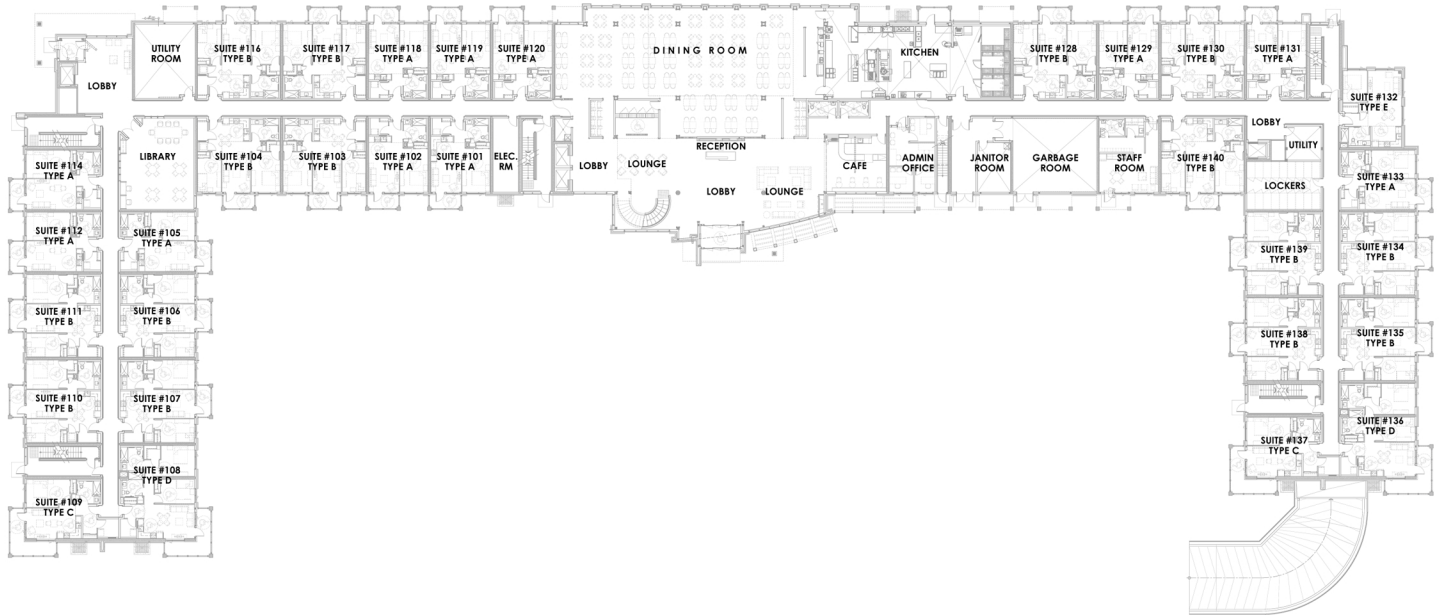 UTILITY
ROOM
SUITE #116
TYPE B
SUITE #117
TYPE B
SUITE #118
TYPE A
SUITE #119
TYPE A
SUITE #120
TYPE A
DINING ROOM
KITCHEN
SUITE #128
TYPE B
SUITE #129
TYPE A
SUITE #130
TYPE B
SUITE #131
TYPE A
LOBBY
SUITE #132
TYPE E
LOBBY
SUITE #114
TYPE A
LIBRARY
SUITE #104
TYPE B
SUITE #103
TYPE B
SUITE #102
TYPE A
SUITE #101
TYPE A
ELEC.
RM
LOBBY
LOUNGE
RECEPTION
LOBBY
LOUNGE
CAFE
ADMIN
OFFICE
JANITOR
ROOM
GARBAGE
ROOM
STAFF
ROOM
SUITE #140
TYPE B
UTILITY
LOCKERS
SUITE #133
TYPE A
SUITE #112
TYPE A
SUITE #105
TYPE A
SUITE #139
TYPE B
SUITE #134
TYPE B
SUITE #111
TYPE B
SUITE #106
TYPE B
SUITE #138
TYPE B
SUITE #135
TYPE B
SUITE #110
TYPE B
SUITE #107
TYPE B
SUITE #137
TYPE C
SUITE #136
TYPE D
SUITE #108
TYPE D
SUITE #109
TYPE C